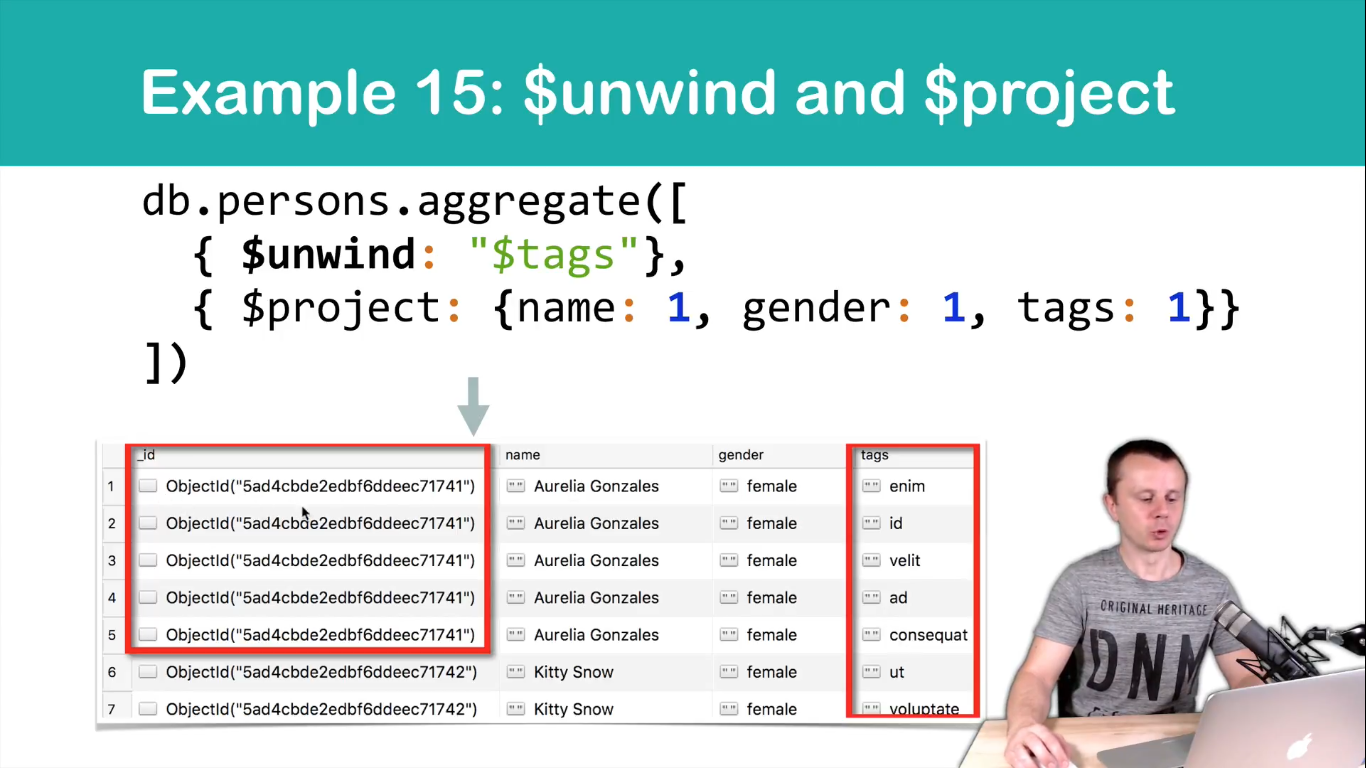 Example 15: $unwind and $project
db.persons.aggregate([
{ $unwind: "$tags"},
{ $project: {name: 1, gender: 1, tags: 1}}
])
_id name gender tags
1 ObjectId("5ad4cbde2edbf6ddeec71741") "" Aurelia Gonzales "" female "" enim
2 ObjectId("5ad4cbde2edbf6ddeec71741") "" Aurelia Gonzales "" female "" id
3 ObjectId("5ad4cbde2edbf6ddeec71741") "" Aurelia Gonzales "" female "" velit
4 ObjectId("5ad4cbde2edbf6ddeec71741") "" Aurelia Gonzales "" female "" ad
5 ObjectId("5ad4cbde2edbf6ddeec71741") "" Aurelia Gonzales "" female "" consequat
6 ObjectId("5ad4cbde2edbf6ddeec71742") "" Kitty Snow "" female "" ut
7 ObjectId("5ad4cbde2edbf6ddeec71742") "" Kitty Snow "" female "" voluptate
ORIGINAL HERITAGE
DNM